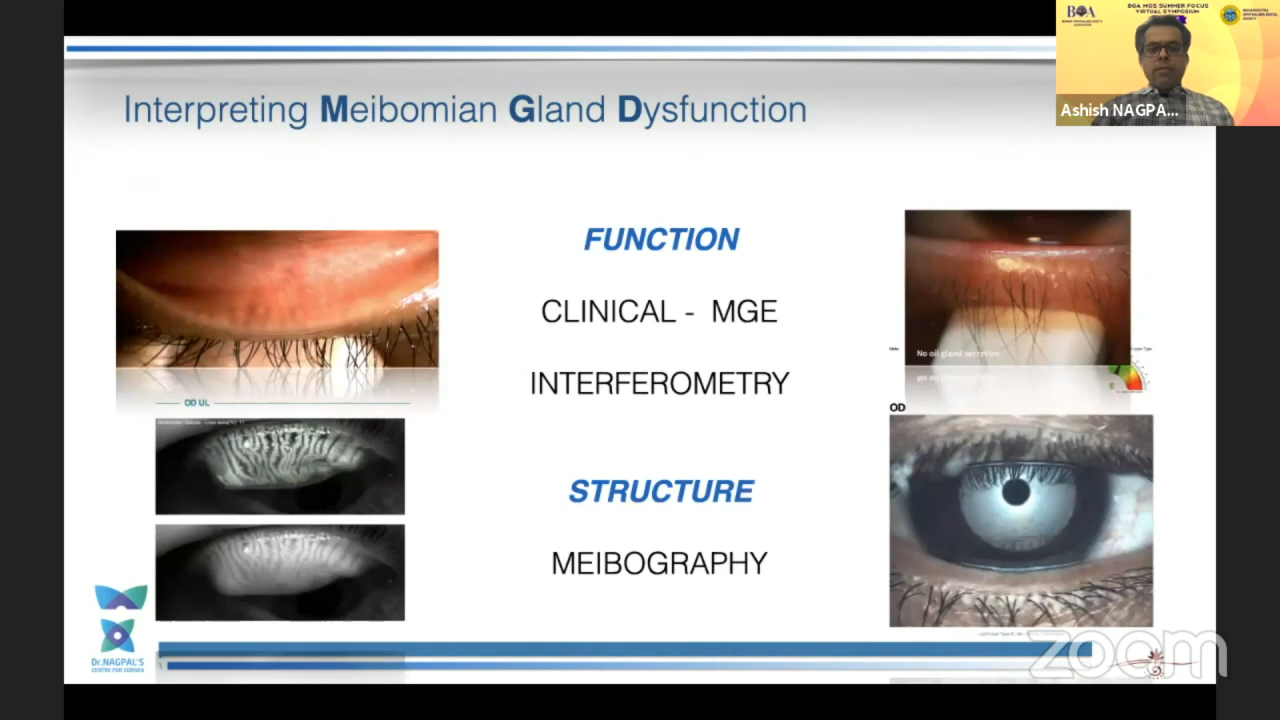 BOA
BOA MOS SUMMER FOCUS
VIRTUAL SYMPOSIUM
Ashish NAGPA...
Interpreting Meibomian Gland Dysfunction
FUNCTION
CLINICAL - MGE
INTERFEROMETRY
STRUCTURE
MEIBOGRAPHY
OD UL
No oil gland secretion
OD
Dr.NAGPAL'S
CENTRE FOR CORNEA
zoom